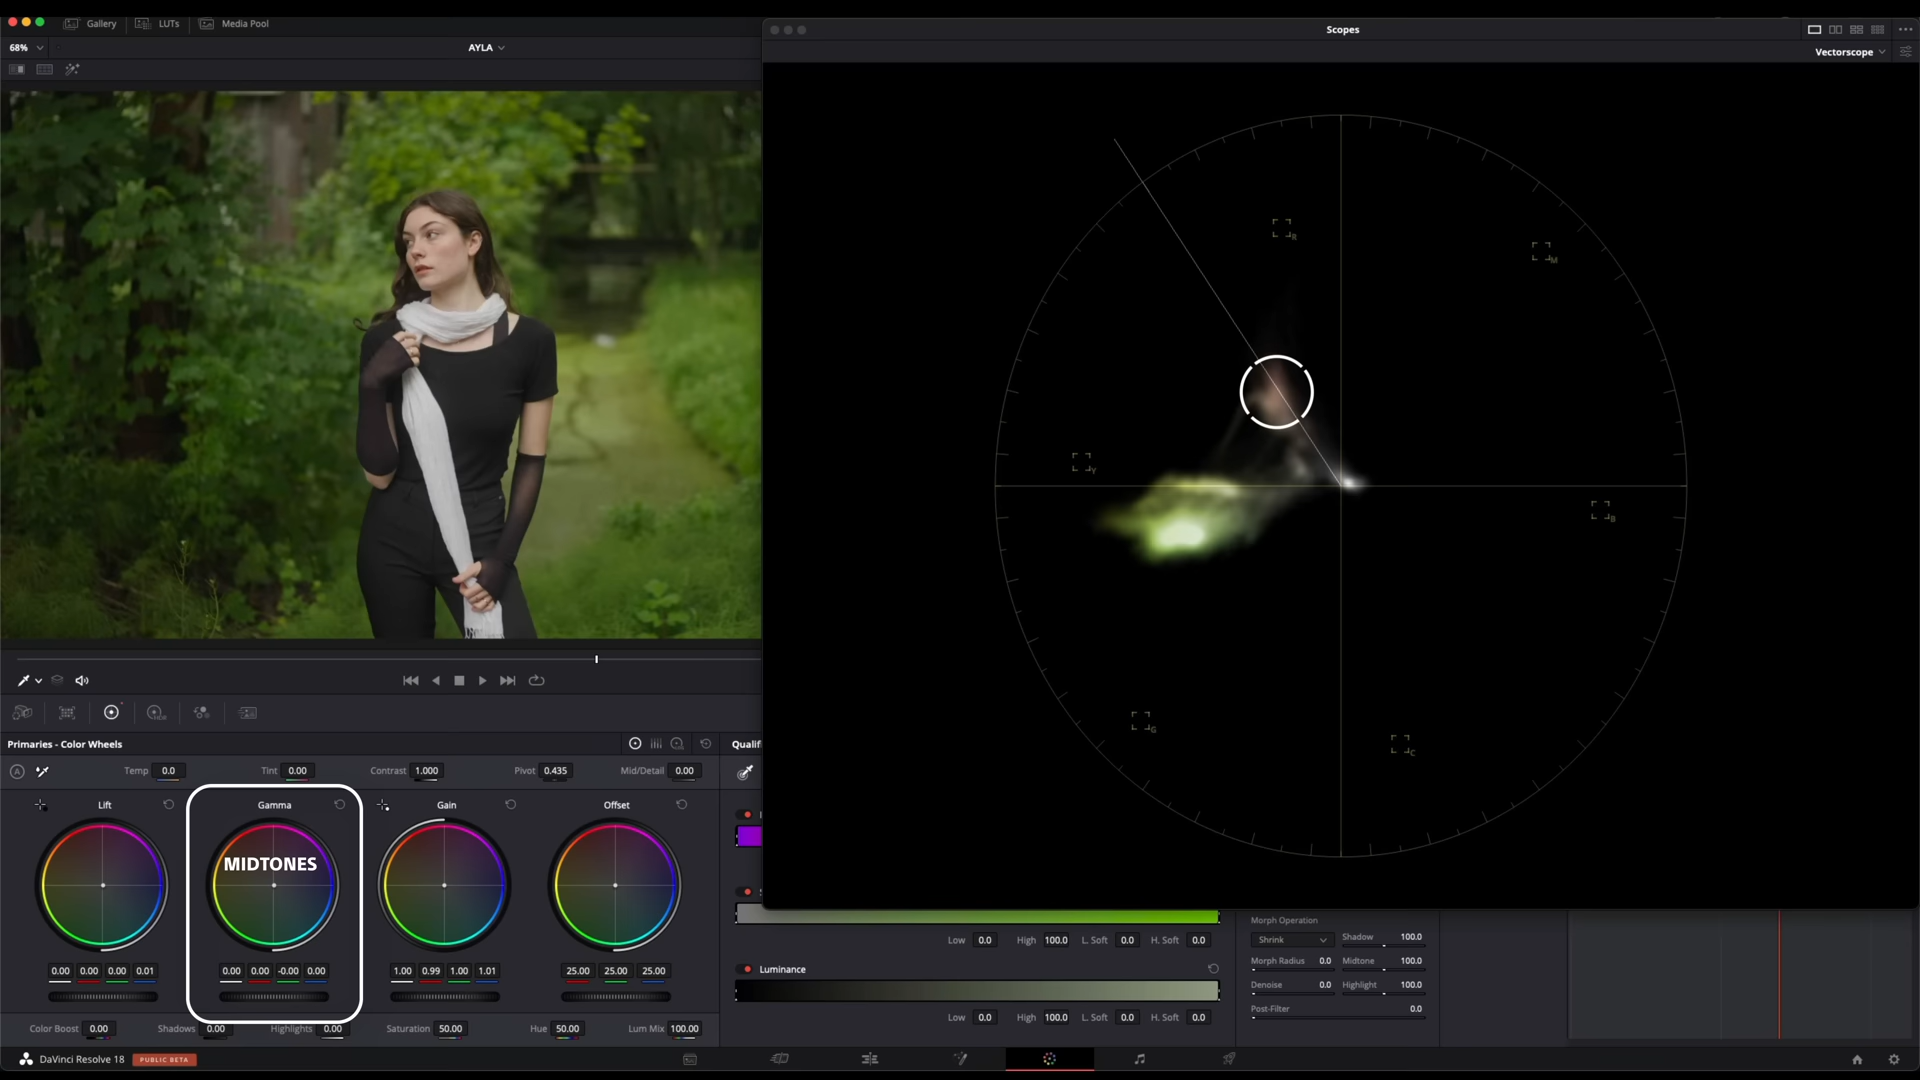 Gallery LUTs Media Pool
Scopes
68% AYLA
Vectorscope
R
M
Y
B
G
C
Primaries - Color Wheels
Temp 0.0 Tint 0.00 Contrast 1.000 Pivot 0.435 Mid/Detail 0.00
A
Lift Gamma Gain Offset
MIDTONES
0.00 0.00 0.00 0.01 0.00 0.00 -0.00 0.00 1.00 0.99 1.00 1.01 25.00 25.00 25.00
Color Boost 0.00 Shadows 0.00 Highlights 0.00 Saturation 50.00 Hue 50.00 Lum Mix 100.00
HDR
Low 0.0 High 100.0 L. Soft 0.0 H. Soft 0.0
Luminance
Low 0.0 High 100.0 L. Soft 0.0 H. Soft 0.0
Morph Operation
Shrink Shadow 100.0
Morph Radius 0.0 Midtone 100.0
Denoise 0.0 Highlight 100.0
Post-Filter 0.0
DaVinci Resolve 18 PUBLIC BETA